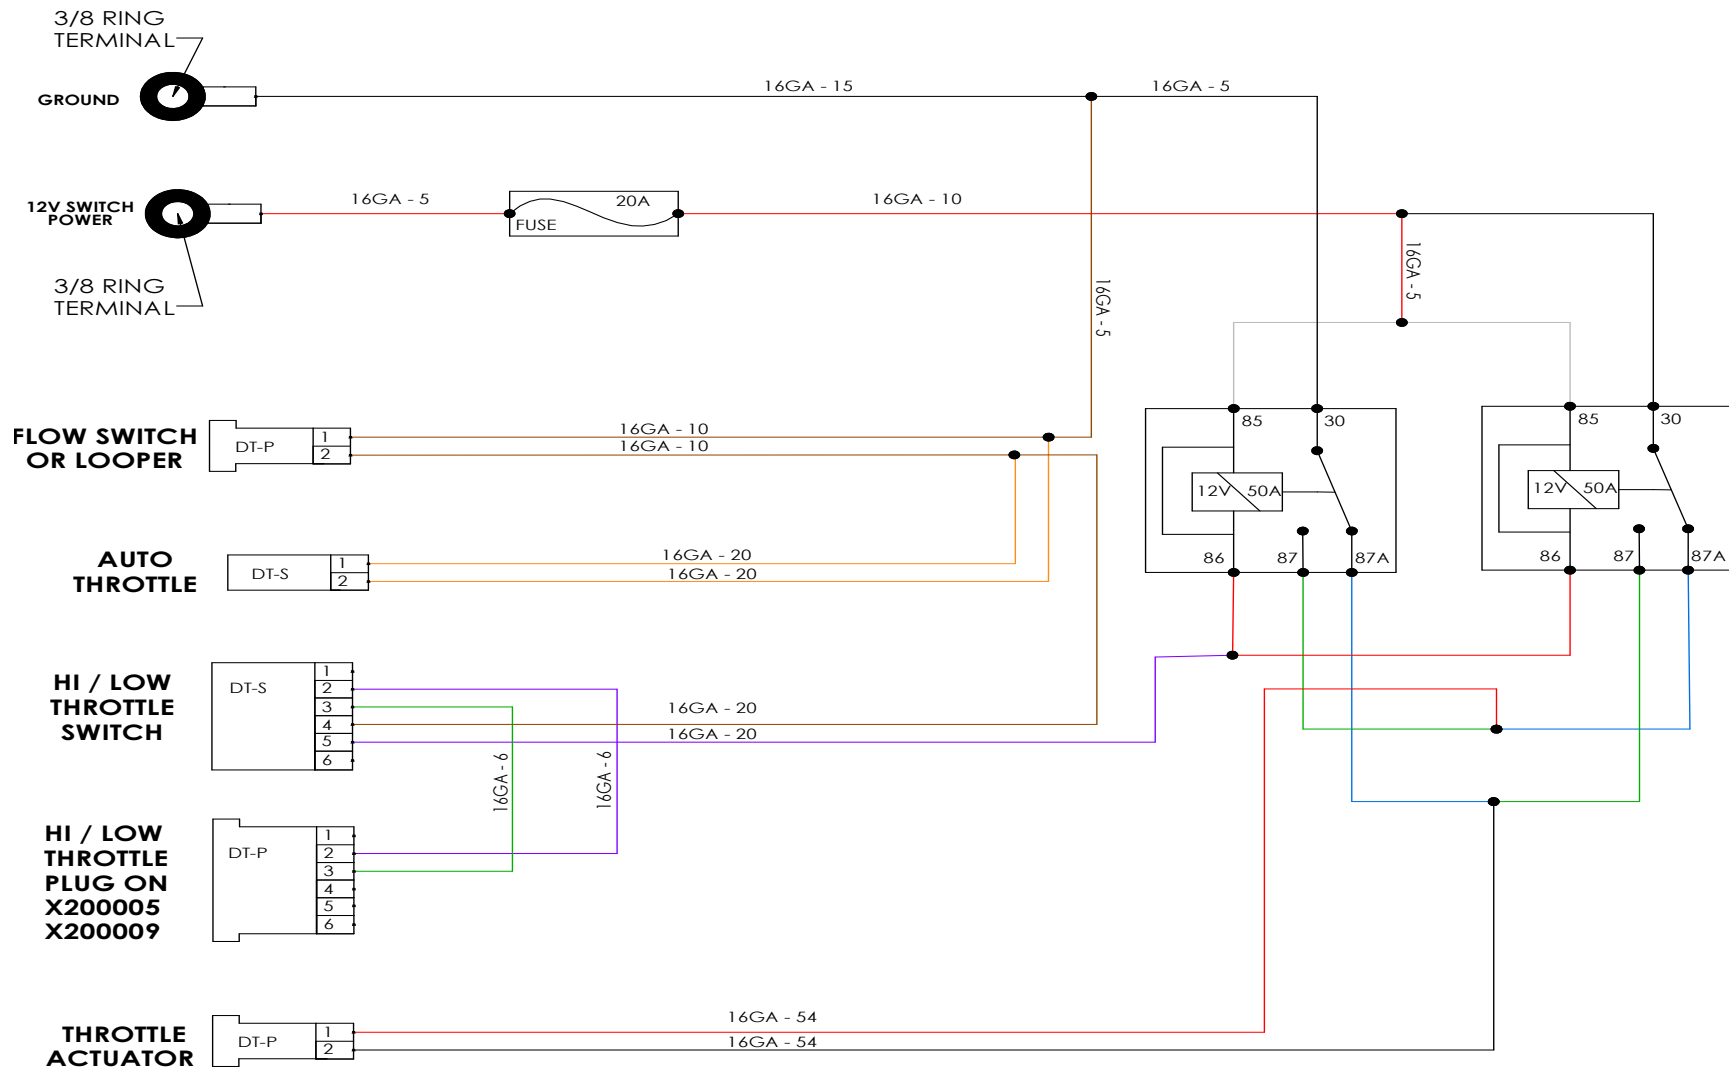 3/8 RING
TERMINAL
GROUND
16GA - 15
16GA - 5
12V SWITCH
POWER
16GA - 5
20A
FUSE
16GA - 10
3/8 RING
TERMINAL
16GA - 5
16GA - 5
FLOW SWITCH
OR LOOPER
DT-P
1
2
16GA - 10
16GA - 10
85
30
12V
50A
86
87
87A
85
30
12V
50A
86
87
87A
AUTO
THROTTLE
DT-S
1
2
16GA - 20
16GA - 20
HI / LOW
THROTTLE
SWITCH
DT-S
1
2
3
4
5
6
16GA - 20
16GA - 20
16GA - 6
16GA - 6
HI / LOW
THROTTLE
PLUG ON
X200005
X200009
DT-P
1
2
3
4
5
6
THROTTLE
ACTUATOR
DT-P
1
2
16GA - 54
16GA - 54